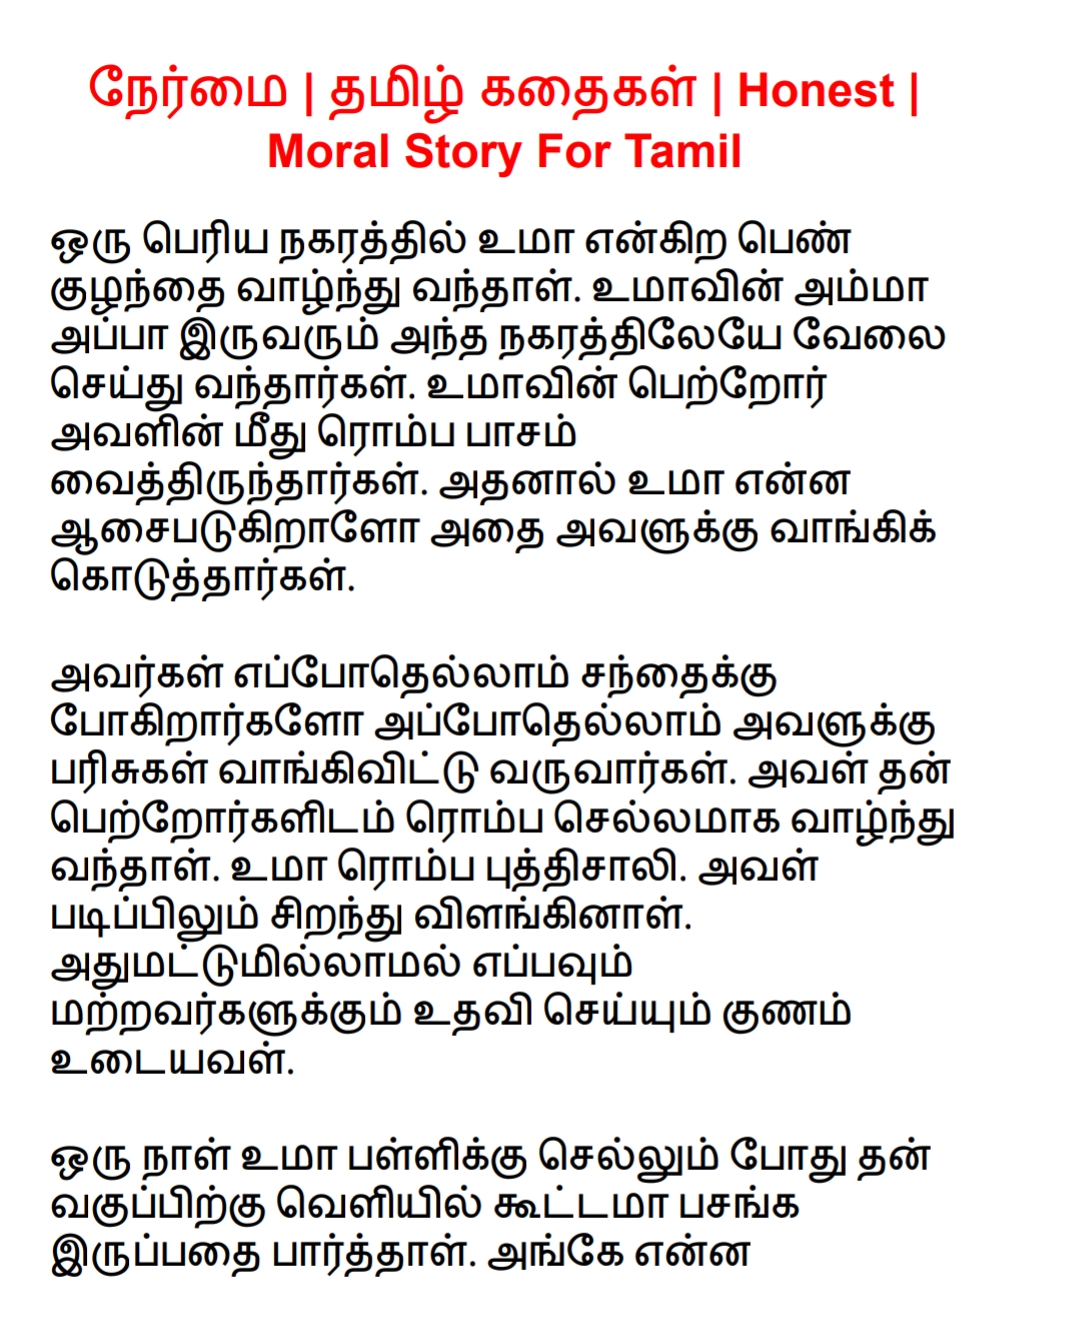 நேர்மை | தமிழ் கதைகள் | Honest |
Moral Story For Tamil
ஒரு பெரிய நகரத்தில் உமா என்கிற பெண்
குழந்தை வாழ்ந்து வந்தாள். உமாவின் அம்மா
அப்பா இருவரும் அந்த நகரத்திலேயே வேலை
செய்து வந்தார்கள். உமாவின் பெற்றோர்
அவளின் மீது ரொம்ப பாசம்
வைத்திருந்தார்கள். அதனால் உமா என்ன
ஆசைபடுகிறாளோ அதை அவளுக்கு வாங்கிக்
கொடுத்தார்கள்.
அவர்கள் எப்போதெல்லாம் சந்தைக்கு
போகிறார்களோ அப்போதெல்லாம் அவளுக்கு
பரிசுகள் வாங்கிவிட்டு வருவார்கள். அவள் தன்
பெற்றோர்களிடம் ரொம்ப செல்லமாக வாழ்ந்து
வந்தாள். உமா ரொம்ப புத்திசாலி. அவள்
படிப்பிலும் சிறந்து விளங்கினாள்.
அதுமட்டுமில்லாமல் எப்பவும்
மற்றவர்களுக்கும் உதவி செய்யும் குணம்
உடையவள்.
ஒரு நாள் உமா பள்ளிக்கு செல்லும் போது தன்
வகுப்பிற்கு வெளியில் கூட்டமா பசங்க
இருப்பதை பார்த்தாள். அங்கே என்ன